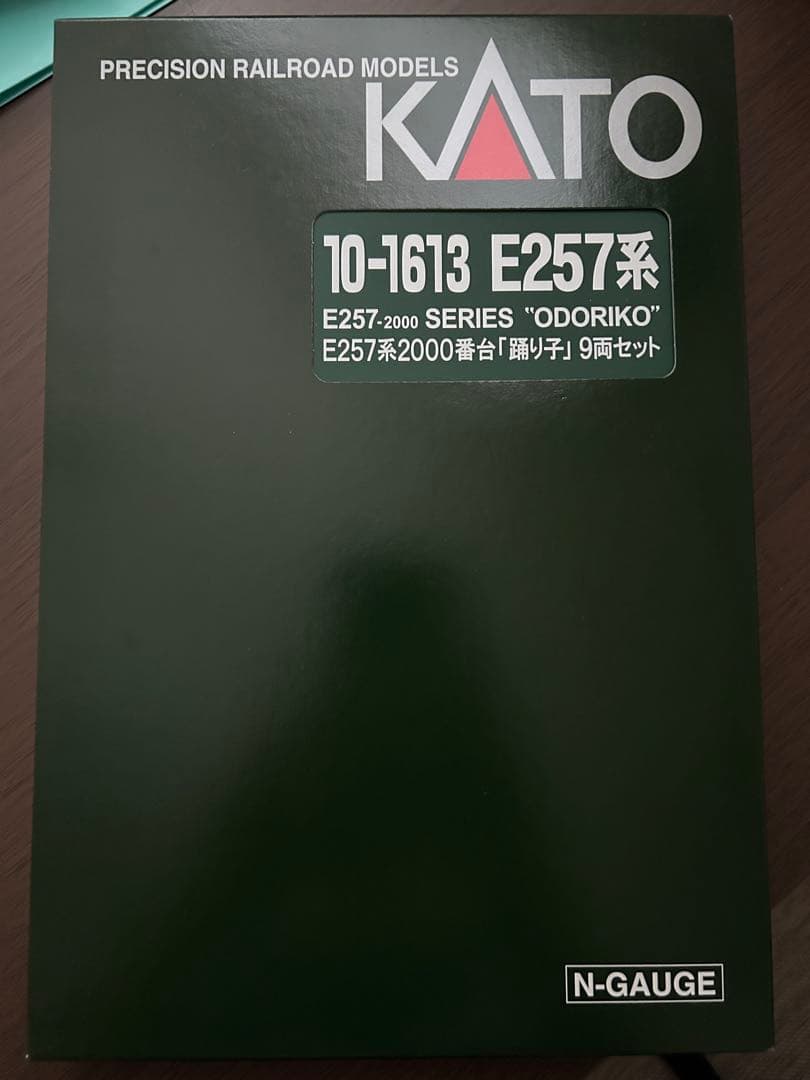 PRECISION RAILROAD MODELS
KATO
10-1613 E257系
E257-2000 SERIES “ODORIKO”
E257系2000番台「踊り子」9両セット
N-GAUGE